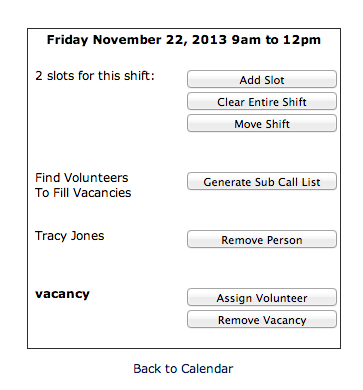 Friday November 22, 2013 9am to 12pm
2 slots for this shift:
Add Slot
Clear Entire Shift
Move Shift
Find Volunteers
To Fill Vacancies
Generate Sub Call List
Tracy Jones
Remove Person
vacancy
Assign Volunteer
Remove Vacancy
Back to Calendar